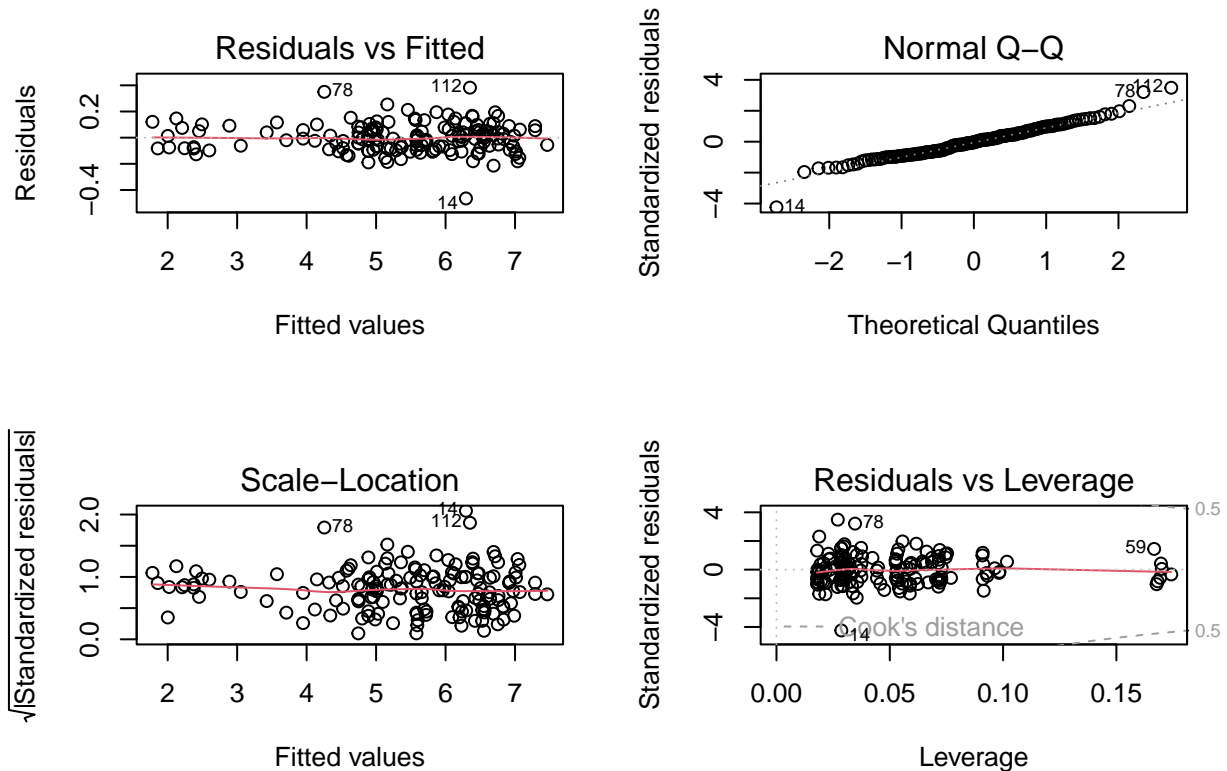 Residuals vs Fitted
Residuals
0.2
−0.4
78
112
14
2 3 4 5 6 7
Fitted values
Normal Q−Q
Standardized residuals
4
0
−4
78
112
14
−2 −1 0 1 2
Theoretical Quantiles
Scale−Location
√|Standardized residuals|
2.0
1.0
0.0
14
112
78
2 3 4 5 6 7
Fitted values
Residuals vs Leverage
Standardized residuals
4
0
−4
0.5
78
59
14
Cook's distance
0.5
0.00 0.05 0.10 0.15
Leverage